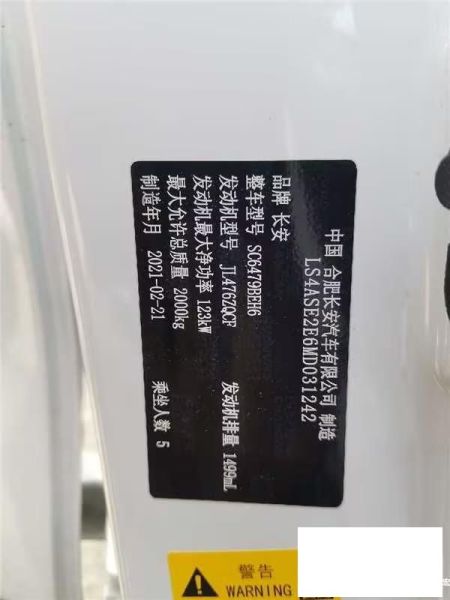 中国 合肥长安汽车有限公司 制造
LS4ASE2E6MD031242
品牌 长安
整车型号 SC6479BEH6
发动机型号 JL476ZQCF 发动机排量 1499mL
发动机最大净功率 123kW
最大允许总质量 2000kg
制造年月 2021-02-21 乘坐人数 5
警告
WARNING